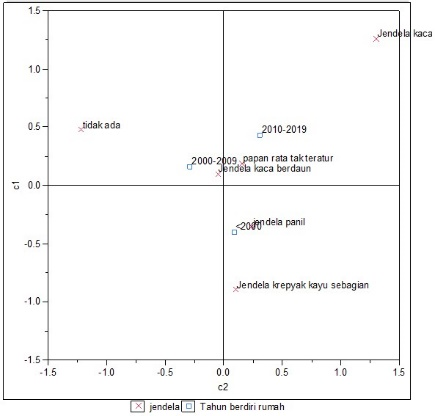 1.5
Jendela kaca
1.0
0.5
tidak ada
2010-2019
2000-2009
papan rata tak teratur
Jendela kaca berdaun
c1
0.0
<2000
jendela panil
-0.5
Jendela krepyak kayu sebagian
-1.0
-1.5
-1.5 -1.0 -0.5 0.0 0.5 1.0 1.5
c2
jendela Tahun berdiri rumah